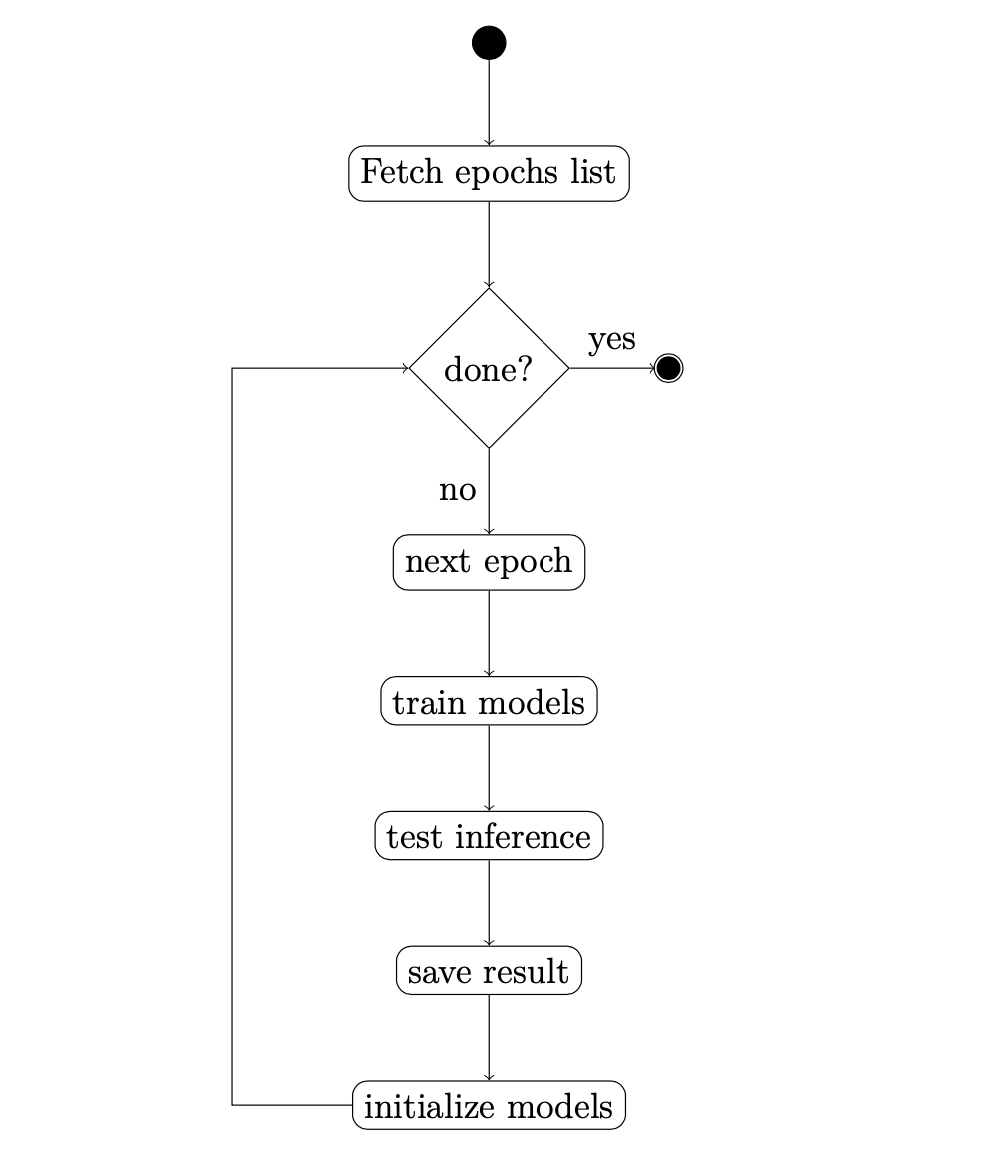 Fetch epochs list
done?
yes
no
next epoch
train models
test inference
save result
initialize models